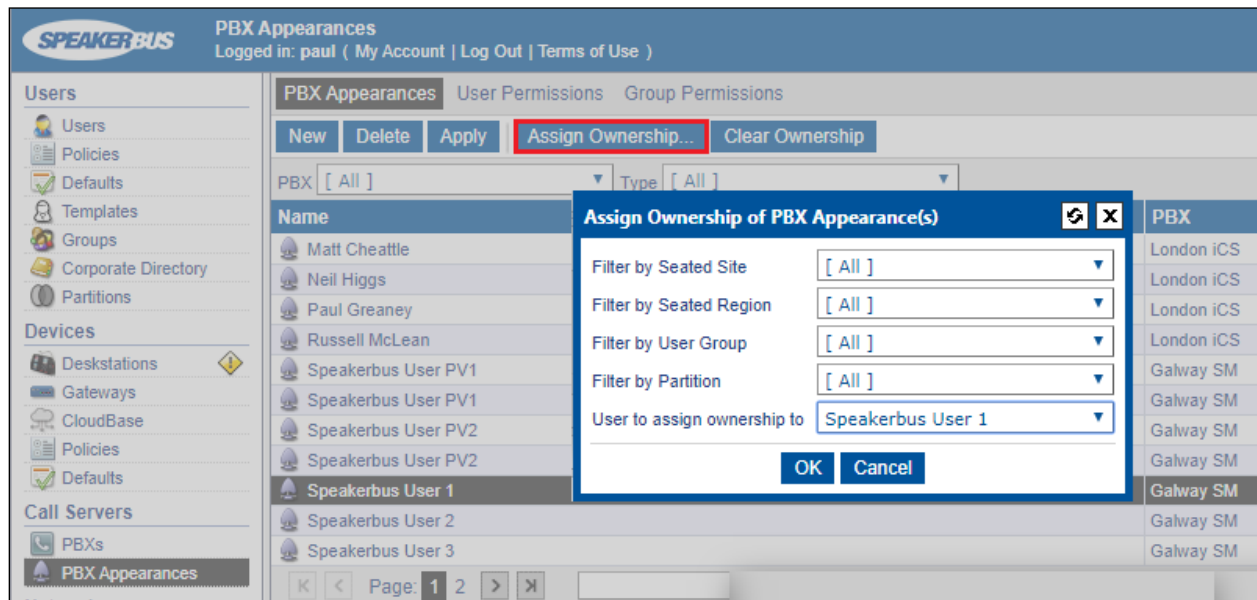 SPEAKERBUS
PBX Appearances
Logged in: paul ( My Account | Log Out | Terms of Use )
Users
Users
Policies
Defaults
Templates
Groups
Corporate Directory
Partitions
Devices
Deskstations
Gateways
CloudBase
Policies
Defaults
Call Servers
PBXs
PBX Appearances
PBX Appearances User Permissions Group Permissions
New Delete Apply Assign Ownership... Clear Ownership
PBX [ All ] Type [ All ]
Name PBX
Matt Cheattle London iCS
Neil Higgs London iCS
Paul Greaney London iCS
Russell McLean London iCS
Speakerbus User PV1 Galway SM
Speakerbus User PV1 Galway SM
Speakerbus User PV2 Galway SM
Speakerbus User PV2 Galway SM
Speakerbus User 1 Galway SM
Speakerbus User 2 Galway SM
Speakerbus User 3 Galway SM
Page: 1 2
Assign Ownership of PBX Appearance(s)
Filter by Seated Site [ All ]
Filter by Seated Region [ All ]
Filter by User Group [ All ]
Filter by Partition [ All ]
User to assign ownership to Speakerbus User 1
OK Cancel